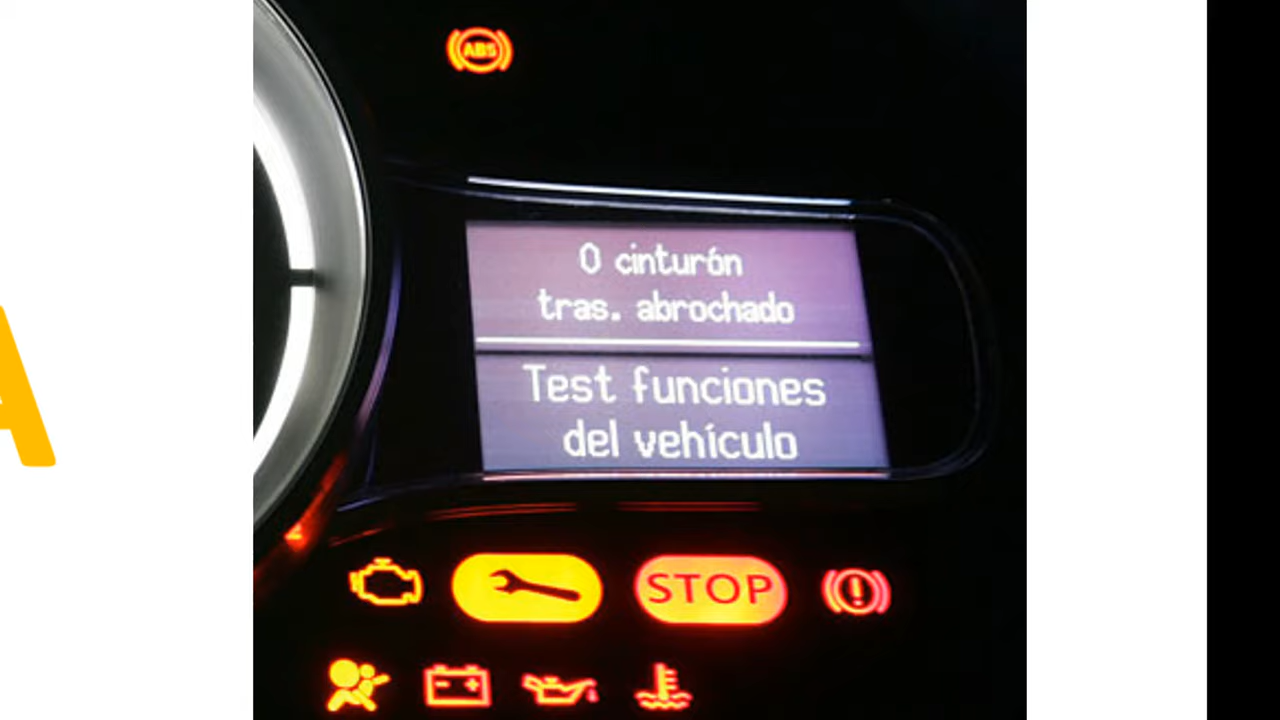 ABS
0 cinturón
tras. abrochado
Test funciones
del vehículo
STOP
A